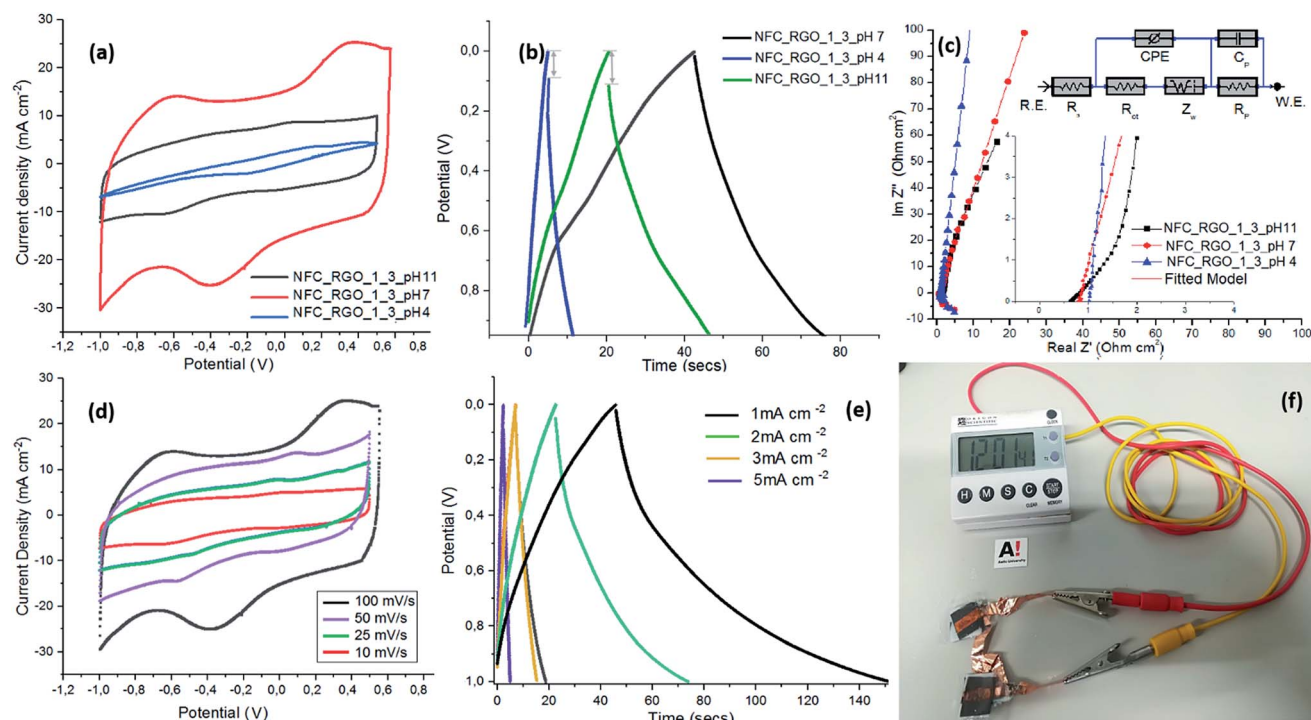 (a)
Current density (mA cm⁻²)
30
20
10
0
-10
-20
-30
NFC_RGO_1_3_pH11
NFC_RGO_1_3_pH7
NFC_RGO_1_3_pH4
-1,2 -1,0 -0,8 -0,6 -0,4 -0,2 0,0 0,2 0,4 0,6 0,8 1,0
Potential (V)
(b)
Potential (V)
0,0
0,2
0,4
0,6
0,8
NFC_RGO_1_3_pH 7
NFC_RGO_1_3_pH 4
NFC_RGO_1_3_pH11
0 20 40 60 80
Time (secs)
(c)
Im Z" (Ohm cm²)
100
90
80
70
60
50
40
30
20
10
0
-10
CPE
C_p
R.E.
R_s
R_ct
Z_w
R_p
W.E.
4
3
2
1
0
0 1 2 3 4
NFC_RGO_1_3_pH11
NFC_RGO_1_3_pH 7
NFC_RGO_1_3_pH 4
Fitted Model
0 10 20 30 40 50 60 70 80 90 100
Real Z' (Ohm cm²)
(d)
Current Density (mA cm⁻²)
30
20
10
0
-10
-20
-30
100 mV/s
50 mV/s
25 mV/s
10 mV/s
-1,2 -1,0 -0,8 -0,6 -0,4 -0,2 0,0 0,2 0,4 0,6 0,8 1,0
Potential (V)
(e)
Potential (V)
0,0
0,2
0,4
0,6
0,8
1,0
1mA cm ⁻²
2mA cm ⁻²
3mA cm ⁻²
5mA cm ⁻²
0 20 40 60 80 100 120 140
Time (secs)
(f)
SCIENTIFIC
CLOCK
12:01 41
H M S C START STOP
CLEAR MEMORY
A!
Aalto University